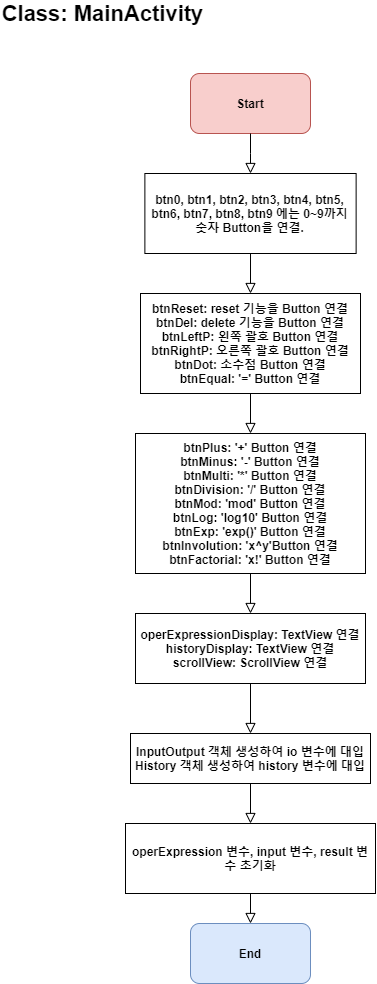 Class: MainActivity
Start
btn0, btn1, btn2, btn3, btn4, btn5,
btn6, btn7, btn8, btn9 에는 0~9까지
숫자 Button을 연결.
btnReset: reset 기능을 Button 연결
btnDel: delete 기능을 Button 연결
btnLeftP: 왼쪽 괄호 Button 연결
btnRightP: 오른쪽 괄호 Button 연결
btnDot: 소수점 Button 연결
btnEqual: '=' Button 연결
btnPlus: '+' Button 연결
btnMinus: '-' Button 연결
btnMulti: '*' Button 연결
btnDivision: '/' Button 연결
btnMod: 'mod' Button 연결
btnLog: 'log10' Button 연결
btnExp: 'exp()' Button 연결
btnInvolution: 'x^y'Button 연결
btnFactorial: 'x!' Button 연결
operExpressionDisplay: TextView 연결
historyDisplay: TextView 연결
scrollView: ScrollView 연결
InputOutput 객체 생성하여 io 변수에 대입
History 객체 생성하여 history 변수에 대입
operExpression 변수, input 변수, result 변
수 초기화
End